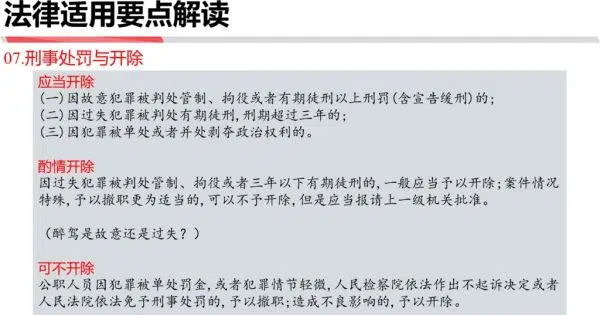 法律适用要点解读
07.刑事处罚与开除
应当开除
(一)因故意犯罪被判处管制、拘役或者有期徒刑以上刑罚(含宣告缓刑)的;
(二)因过失犯罪被判处有期徒刑,刑期超过三年的;
(三)因犯罪被单处或者并处剥夺政治权利的。
酌情开除
因过失犯罪被判处管制、拘役或者三年以下有期徒刑的,一般应当予以开除;案件情况
特殊,予以撤职更为适当的,可以不予开除,但是应当报请上一级机关批准。
(醉驾是故意还是过失?)
可不开除
公职人员因犯罪被单处罚金,或者犯罪情节轻微,人民检察院依法作出不起诉决定或者
人民法院依法免予刑事处罚的,予以撤职;造成不良影响的,予以开除。